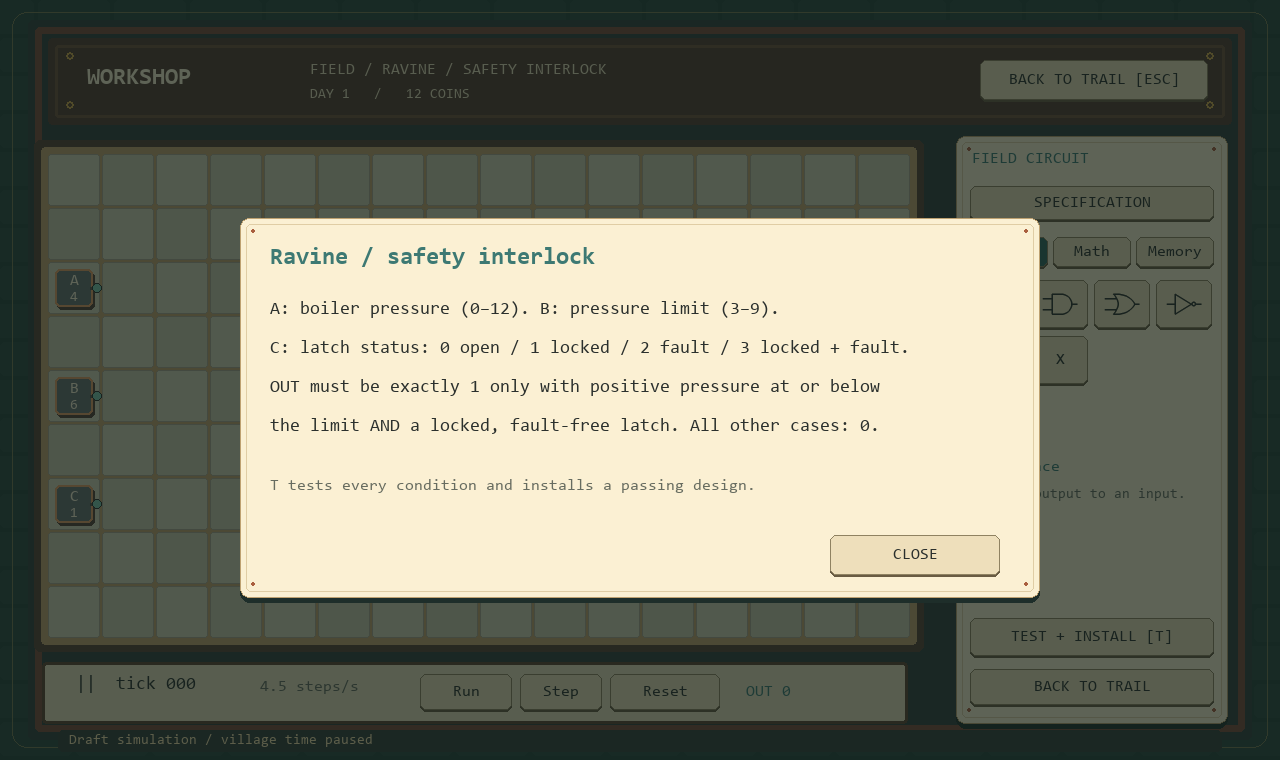 WORKSHOP
FIELD / RAVINE / SAFETY INTERLOCK
DAY 1 / 12 COINS
BACK TO TRAIL [ESC]
FIELD CIRCUIT
SPECIFICATION
Math
Memory
X
A
4
B
6
C
1
Ravine / safety interlock
A: boiler pressure (0–12). B: pressure limit (3–9).
C: latch status: 0 open / 1 locked / 2 fault / 3 locked + fault.
OUT must be exactly 1 only with positive pressure at or below
the limit AND a locked, fault-free latch. All other cases: 0.
T tests every condition and installs a passing design.
CLOSE
to an input.
TEST + INSTALL [T]
BACK TO TRAIL
|| tick 000
4.5 steps/s
Run
Step
Reset
OUT 0
Draft simulation / village time paused